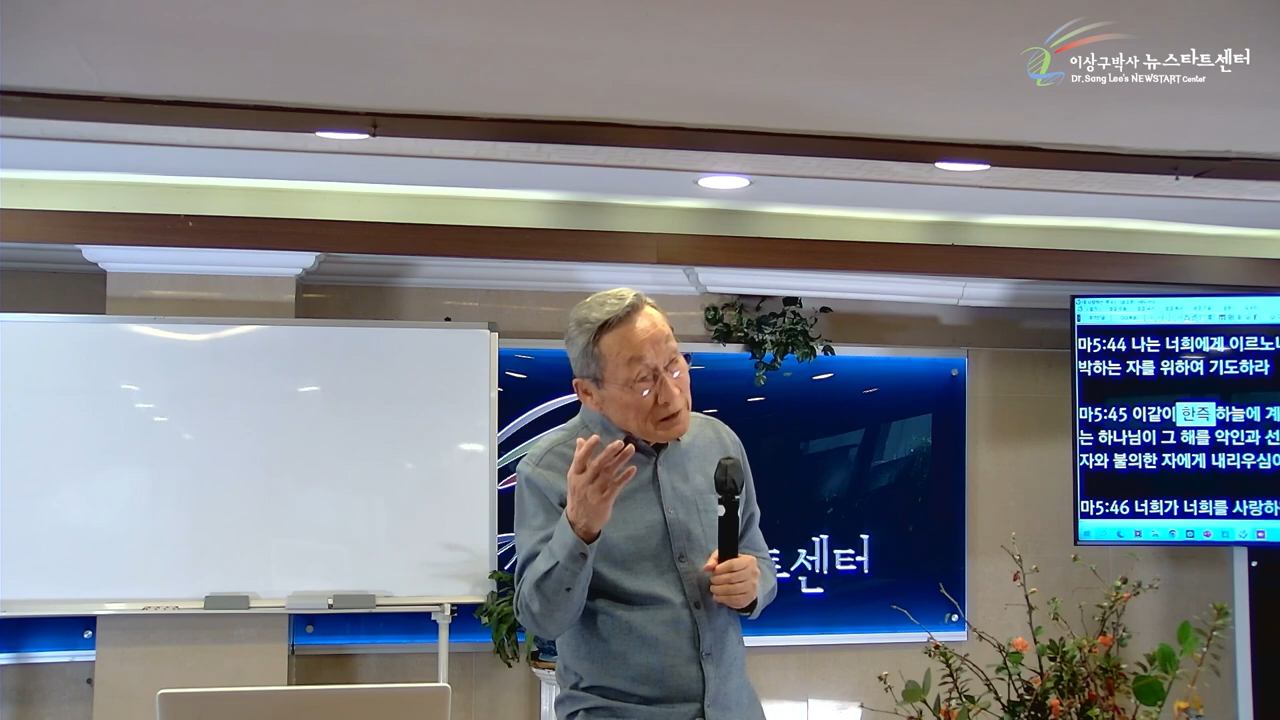 이상구박사 뉴스타트센터
Dr. Sang Lee's NEWSTART Center
마5:44 나는 너희에게 이르노니
박하는 자를 위하여 기도하라
마5:45 이같이 한즉 하늘에 계
는 하나님이 그 해를 악인과 선
자와 불의한 자에게 내리우심이
마5:46 너희가 너희를 사랑하
트센터